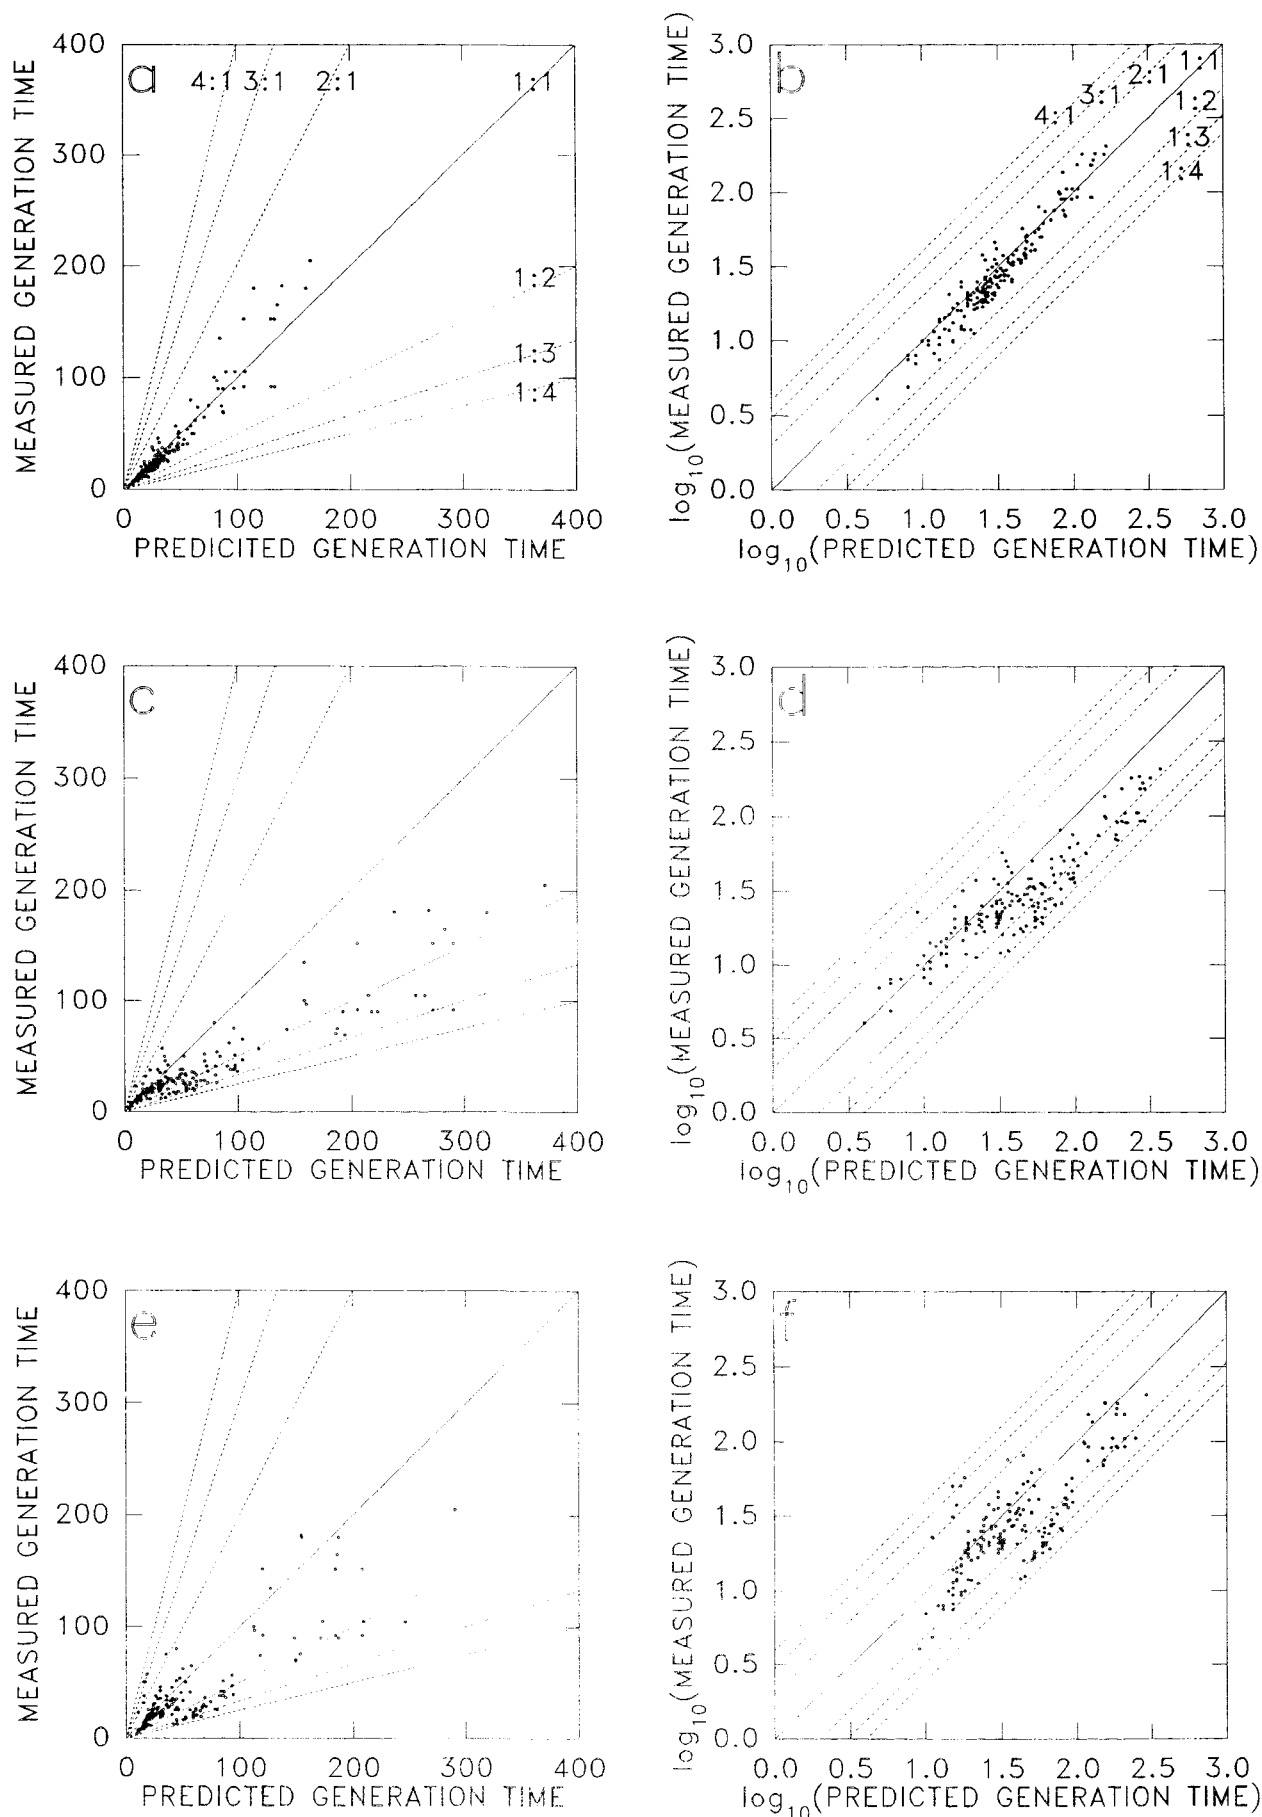 a
4:1 3:1 2:1 1:1
1:2
1:3
1:4
400
300
200
100
0
0 100 200 300 400
MEASURED GENERATION TIME
PREDICITED GENERATION TIME
b
4:1 3:1 2:1 1:1
1:2
1:3
1:4
3.0
2.5
2.0
1.5
1.0
0.5
0.0
0.0 0.5 1.0 1.5 2.0 2.5 3.0
log10(MEASURED GENERATION TIME)
log10(PREDICTED GENERATION TIME)
c
400
300
200
100
0
0 100 200 300 400
MEASURED GENERATION TIME
PREDICTED GENERATION TIME
d
3.0
2.5
2.0
1.5
1.0
0.5
0.0
0.0 0.5 1.0 1.5 2.0 2.5 3.0
log10(MEASURED GENERATION TIME)
log10(PREDICTED GENERATION TIME)
e
400
300
200
100
0
0 100 200 300 400
MEASURED GENERATION TIME
PREDICTED GENERATION TIME
f
3.0
2.5
2.0
1.5
1.0
0.5
0.0
0.0 0.5 1.0 1.5 2.0 2.5 3.0
log10(MEASURED GENERATION TIME)
log10(PREDICTED GENERATION TIME)